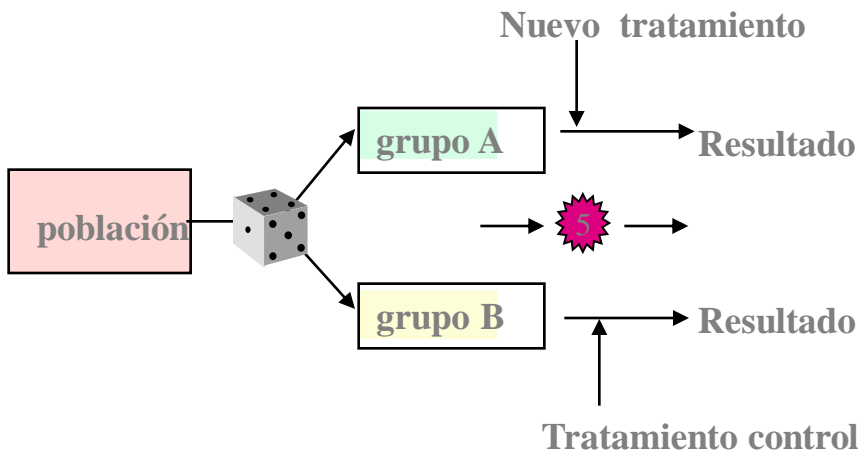 Nuevo tratamiento
grupo A
Resultado
población
5
grupo B
Resultado
Tratamiento control